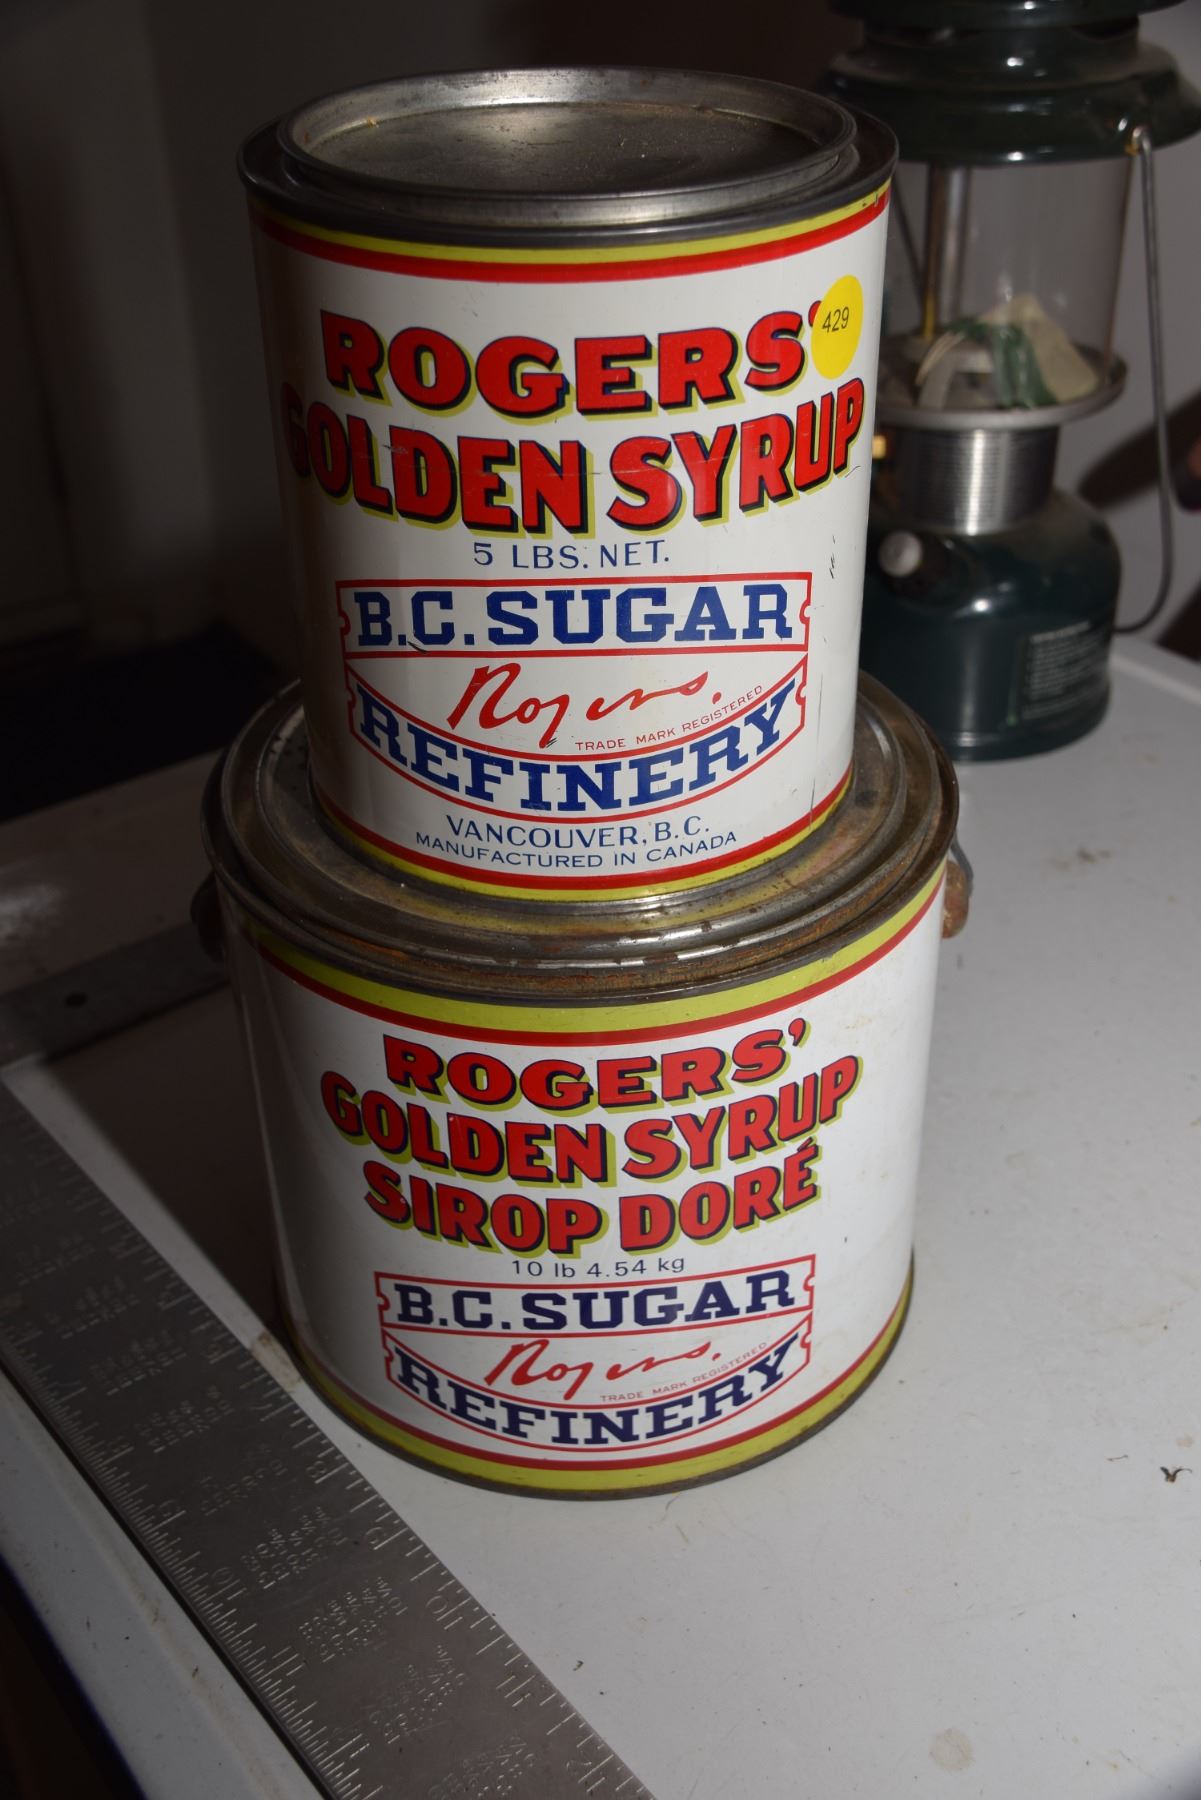 ROGERS'
429
GOLDEN SYRUP
5 LBS. NET.
B.C. SUGAR
Rogers.
TRADE MARK REGISTERED
REFINERY
VANCOUVER, B.C.
MANUFACTURED IN CANADA
ROGERS'
GOLDEN SYRUP
SIROP DORÉ
10 lb 4.54 kg
B.C. SUGAR
Rogers.
TRADE MARK REGISTERED
REFINERY